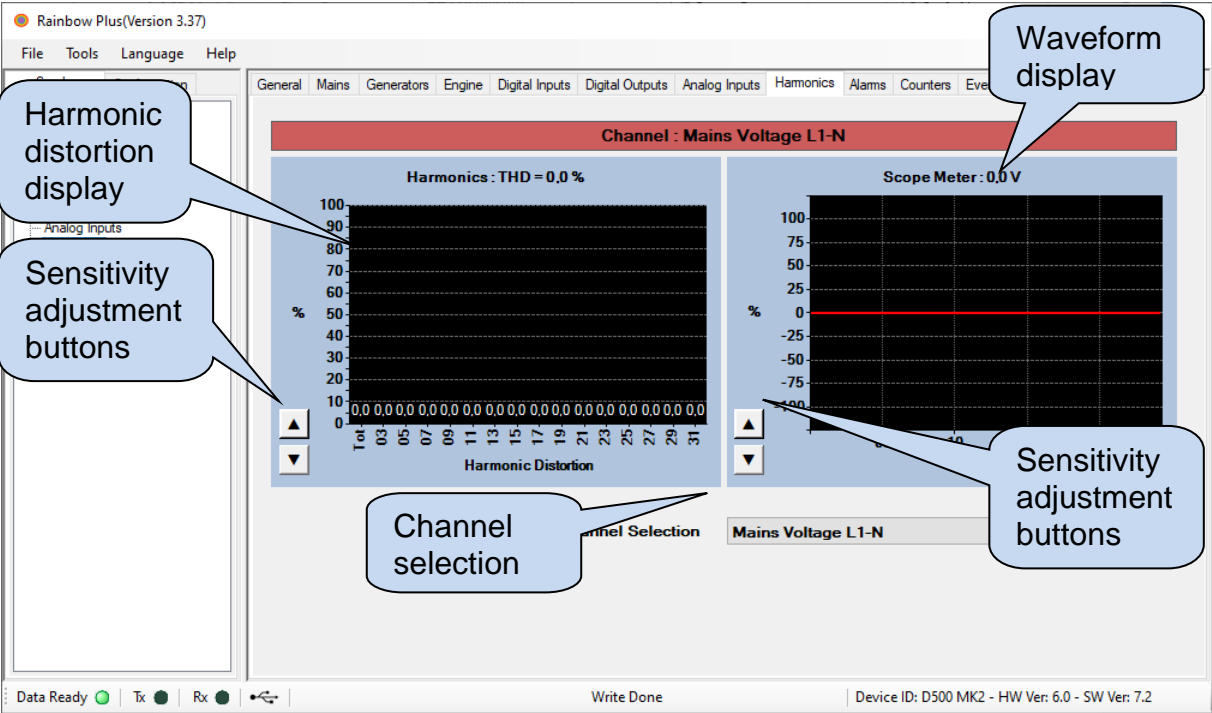 Rainbow Plus(Version 3.37)
File Tools Language Help
General Mains Generators Engine Digital Inputs Digital Outputs Analog Inputs Harmonics Alarms Counters
Waveform
display
Harmonic
distortion
display
Channel : Mains Voltage L1-N
Harmonics : THD = 0,0 %
Scope Meter : 0,0 V
Analog Inputs
Sensitivity
adjustment
buttons
%
100
90
80
70
60
50
40
30
20
10
0
0,0 0,0 0,0 0,0 0,0 0,0 0,0 0,0 0,0 0,0 0,0 0,0 0,0 0,0 0,0 0,0
Tot 03 05 07 09 11 13 15 17 19 21 23 25 27 29 31
Harmonic Distortion
%
100
75
50
25
0
-25
-50
-75
-100
▲
▼
▲
▼
Sensitivity
adjustment
buttons
Channel
selection
Selection
Mains Voltage L1-N
Data Ready Tx Rx
Write Done
Device ID: D500 MK2 - HW Ver: 6.0 - SW Ver: 7.2